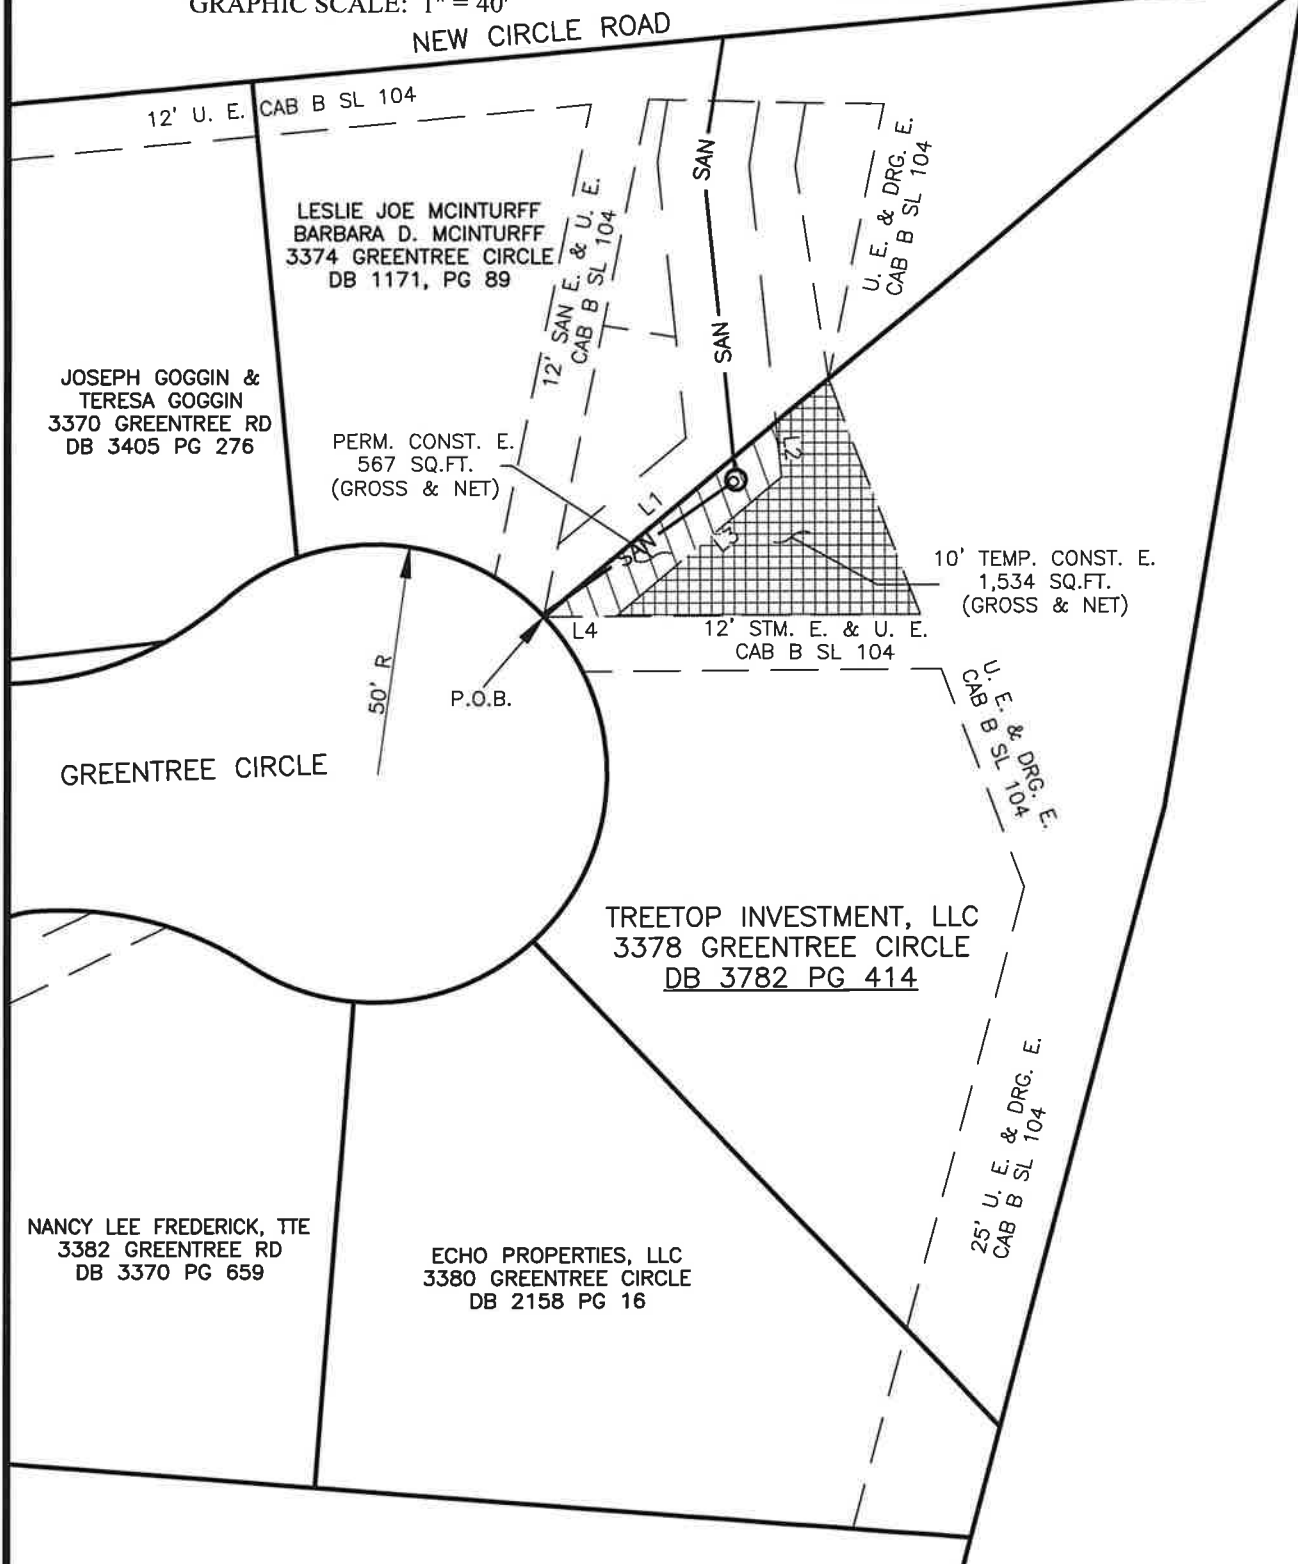 GRAPHIC SCALE: 1" = 40'
NEW CIRCLE ROAD
12' U. E. CAB B SL 104
LESLIE JOE MCINTURFF
BARBARA D. MCINTURFF
3374 GREENTREE CIRCLE
DB 1171, PG 89
12' SAN E. & U. E.
CAB B SL 104
SAN
SAN
U. E. & DRG. E.
CAB B SL 104
JOSEPH GOGGIN &
TERESA GOGGIN
3370 GREENTREE RD
DB 3405 PG 276
PERM. CONST. E.
567 SQ.FT.
(GROSS & NET)
L1
L2
L3
SAN
L4
10' TEMP. CONST. E.
1,534 SQ.FT.
(GROSS & NET)
12' STM. E. & U. E.
CAB B SL 104
50' R
P.O.B.
U. E. & DRG. E.
CAB B SL 104
GREENTREE CIRCLE
TREETOP INVESTMENT, LLC
3378 GREENTREE CIRCLE
DB 3782 PG 414
25' U. E. & DRG. E.
CAB B SL 104
NANCY LEE FREDERICK, TTE
3382 GREENTREE RD
DB 3370 PG 659
ECHO PROPERTIES, LLC
3380 GREENTREE CIRCLE
DB 2158 PG 16